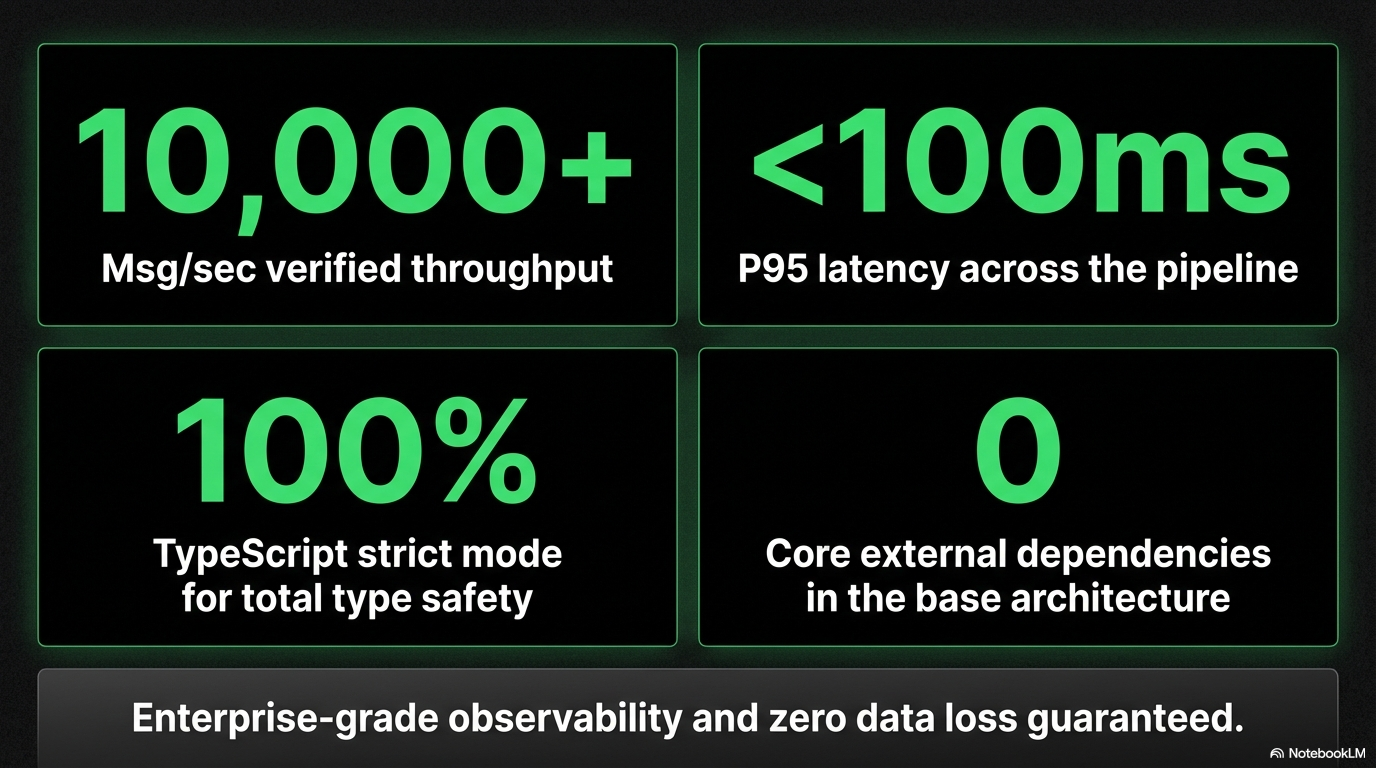 10,000+
Msg/sec verified throughput
<100ms
P95 latency across the pipeline
100%
TypeScript strict mode
for total type safety
0
Core external dependencies
in the base architecture
Enterprise-grade observability and zero data loss guaranteed.
NotebookLM